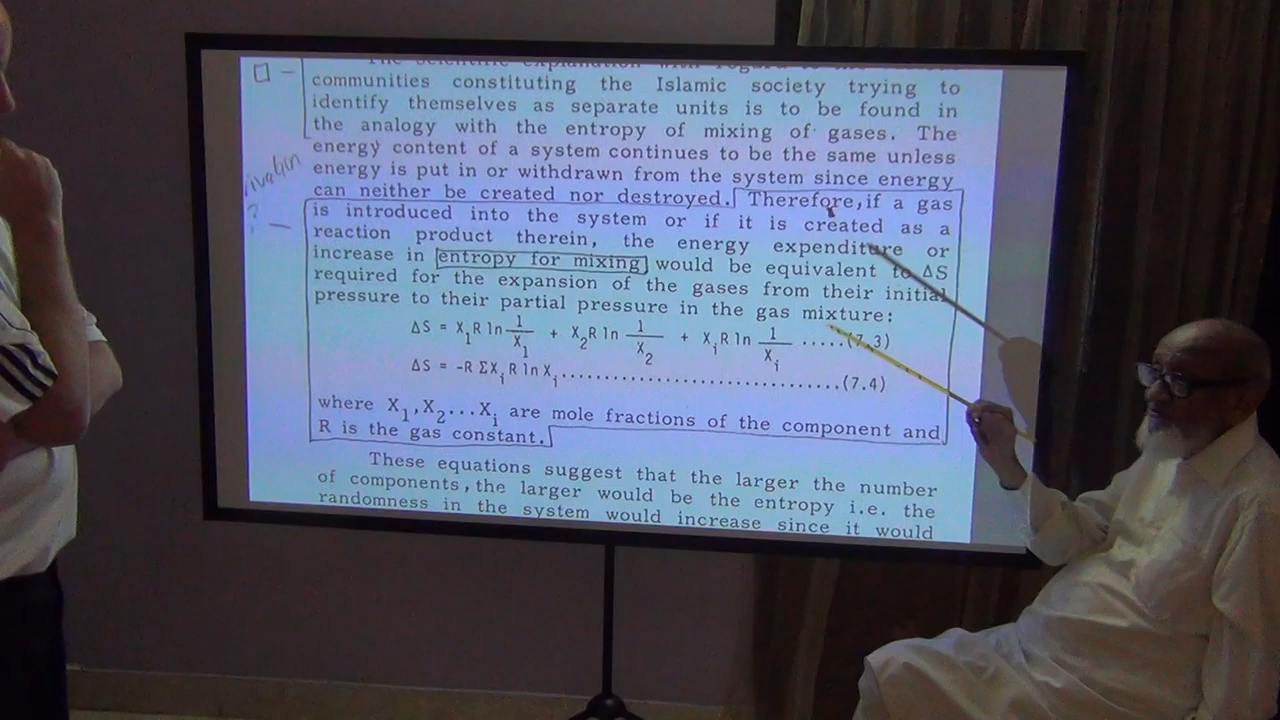 The scientific explanation with regard to the various
communities constituting the Islamic society trying to
identify themselves as separate units is to be found in
the analogy with the entropy of mixing of gases. The
energy content of a system continues to be the same unless
energy is put in or withdrawn from the system since energy
can neither be created nor destroyed. Therefore, if a gas
is introduced into the system or if it is created as a
reaction product therein, the energy expenditure or
increase in entropy for mixing would be equivalent to ΔS
required for the expansion of the gases from their initial
pressure to their partial pressure in the gas mixture:
ΔS = X₁R ln 1/X₁ + X₂R ln 1/X₂ + XᵢR ln 1/Xᵢ .....(7.3)
ΔS = -R ΣXᵢR ln Xᵢ..............................(7.4)
where X₁,X₂...Xᵢ are mole fractions of the component and
R is the gas constant.
These equations suggest that the larger the number
of components, the larger would be the entropy i.e. the
randomness in the system would increase since it would